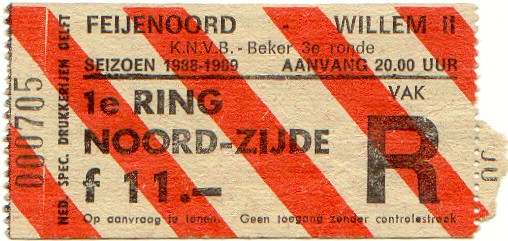 FEIJENOORD - WILLEM II
K.N.V.B. - Beker 3e ronde
SEIZOEN 1988-1989 AANVANG 20.00 UUR
1e RING
NOORD-ZIJDE
f 11.—
VAK
R
Op aanvraag te tonen. Geen toegang zonder controlestrook
000705
NED. SPEC. DRUKKERIJEN DELFT